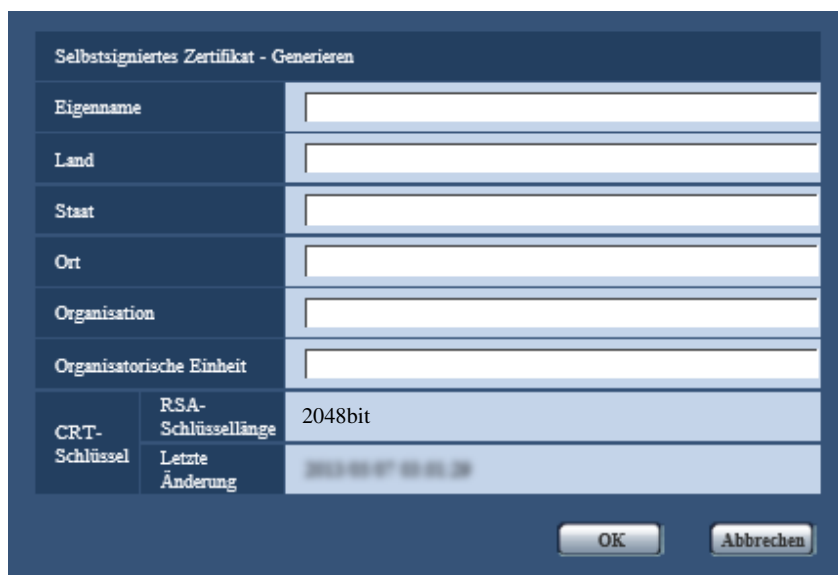 Selbstsigniertes Zertifikat - Generieren
Eigenname
Land
Staat
Ort
Organisation
Organisatorische Einheit
CRT-
Schlüssel
RSA-
Schlüssellänge
2048bit
Letzte
Änderung
OK
Abbrechen